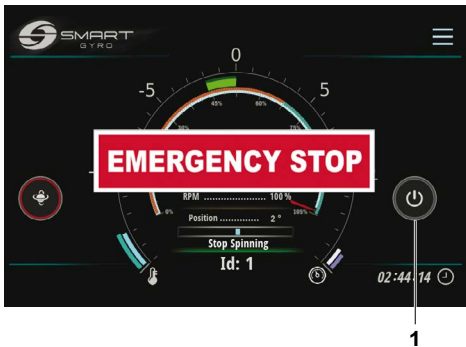 SMART
GYRO
0
-5
5
45%
60%
30%
75%
EMERGENCY STOP
RPM .................. 100 %
0%
105%
Position .............. 2 °
Stop Spinning
Id: 1
02:44:14
1